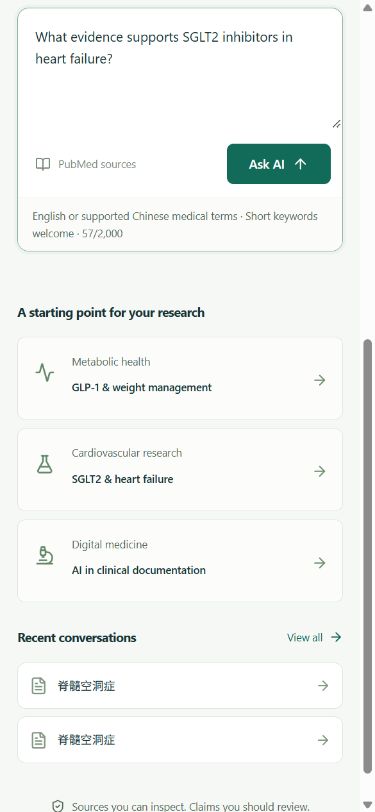 What evidence supports SGLT2 inhibitors in
heart failure?
PubMed sources
Ask AI
English or supported Chinese medical terms · Short keywords
welcome · 57/2,000
A starting point for your research
Metabolic health
GLP-1 & weight management
Cardiovascular research
SGLT2 & heart failure
Digital medicine
AI in clinical documentation
Recent conversations
View all
脊髓空洞症
脊髓空洞症
Sources you can inspect. Claims you should review.